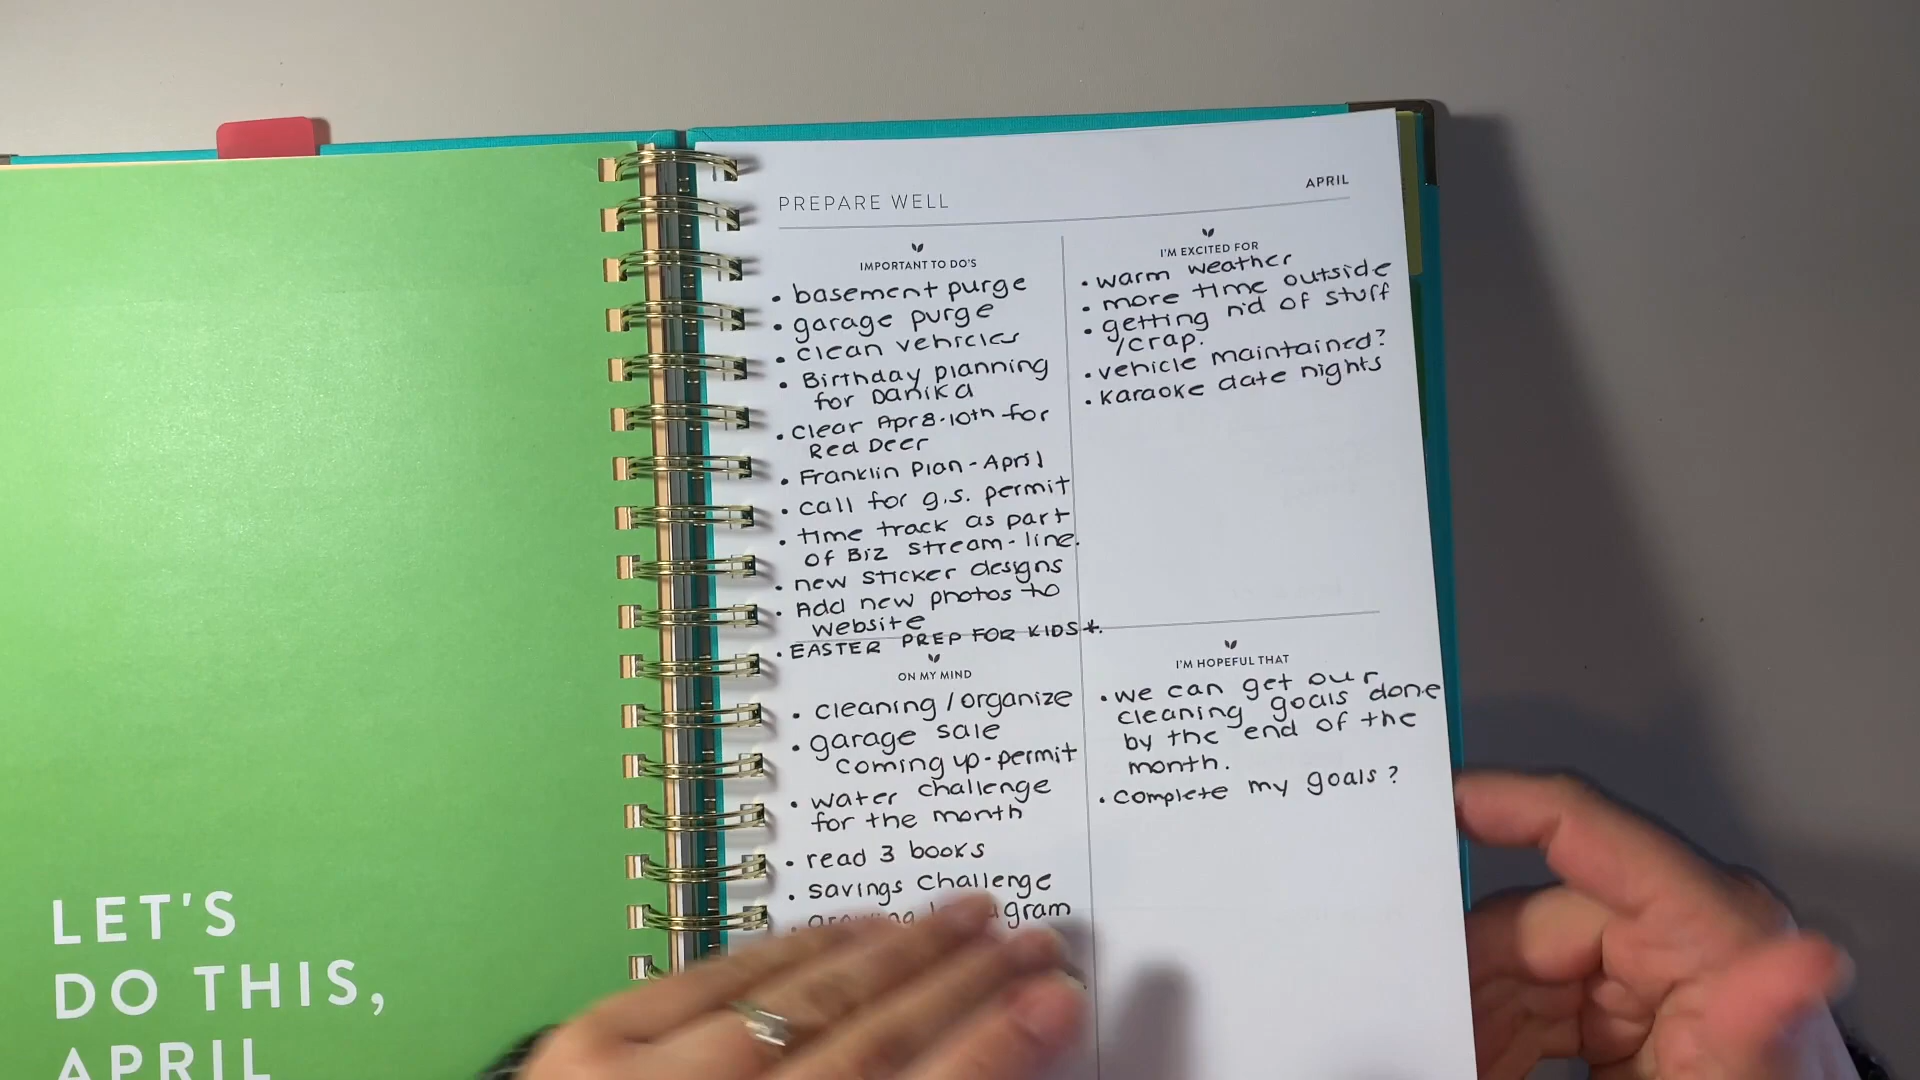 LET'S
DO THIS,
APRIL
PREPARE WELL
APRIL
IMPORTANT TO DO'S
• basement purge
• garage purge
• clean vehicles
• Birthday planning
for Danika
• clear Apr 8-10th for
Red Deer
• Franklin Plan - April
• call for g.s. permit
• time track as part
of Biz stream-line.
• new sticker designs
• Add new photos to
website
• EASTER PREP FOR KIDS*.
I'M EXCITED FOR
• warm weather
• more time outside
• getting rid of stuff
/crap.
• vehicle maintained?
• karaoke date nights
ON MY MIND
• cleaning / organize
• garage sale
coming up - permit
• water challenge
for the month
• read 3 books
• savings challenge
• growing
I'M HOPEFUL THAT
• we can get our
cleaning goals done
by the end of the
month.
• complete my goals?